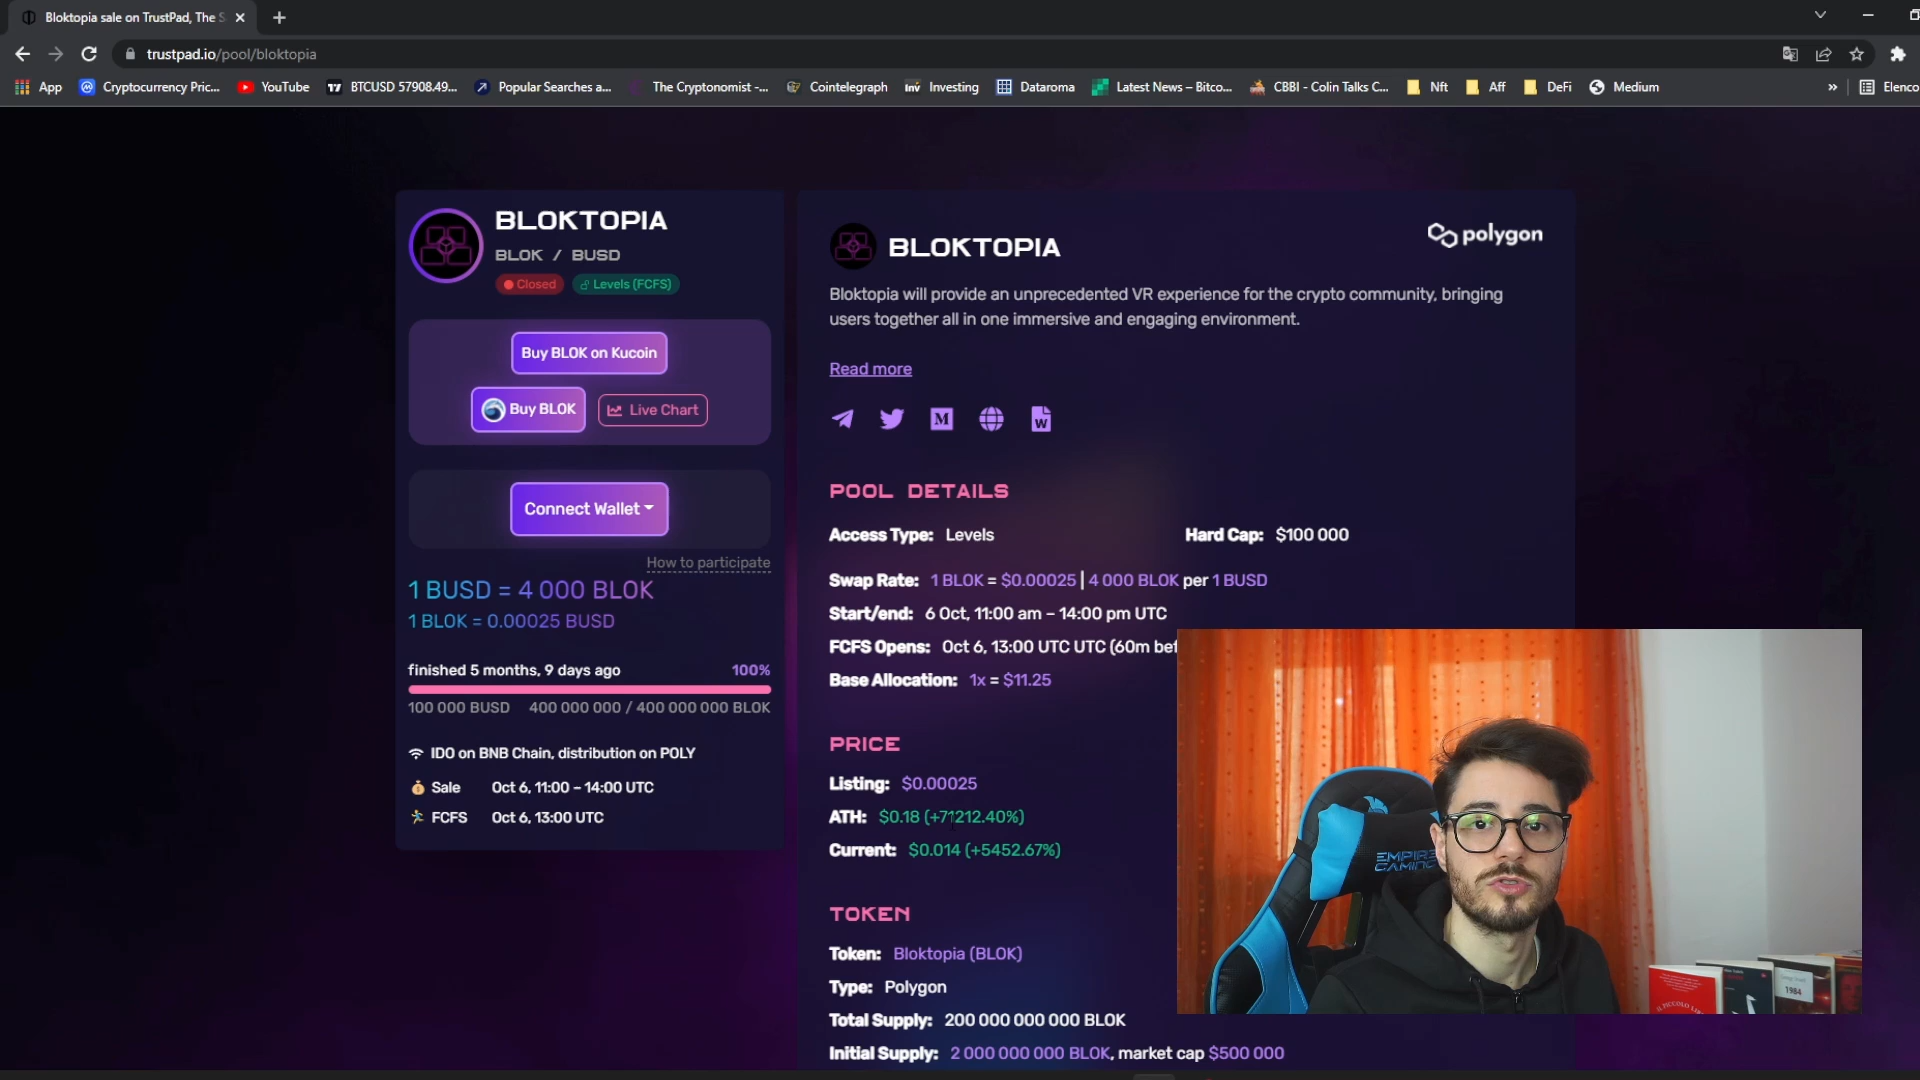 Bloktopia sale on TrustPad, The S
trustpad.io/pool/bloktopia
App
Cryptocurrency Pric...
YouTube
BTCUSD 57908.49...
Popular Searches a...
The Cryptonomist -...
Cointelegraph
Investing
Dataroma
Latest News – Bitco...
CBBI - Colin Talks C...
Nft
Aff
DeFi
Medium
»
Elenco
BLOKTOPIA
BLOK / BUSD
Closed
Levels (FCFS)
Buy BLOK on Kucoin
Buy BLOK
Live Chart
Connect Wallet
How to participate
1 BUSD = 4 000 BLOK
1 BLOK = 0.00025 BUSD
finished 5 months, 9 days ago 100%
100 000 BUSD 400 000 000 / 400 000 000 BLOK
IDO on BNB Chain, distribution on POLY
Sale Oct 6, 11:00 – 14:00 UTC
FCFS Oct 6, 13:00 UTC
BLOKTOPIA
polygon
Bloktopia will provide an unprecedented VR experience for the crypto community, bringing
users together all in one immersive and engaging environment.
Read more
POOL DETAILS
Access Type: Levels Hard Cap: $100 000
Swap Rate: 1 BLOK = $0.00025 | 4 000 BLOK per 1 BUSD
Start/end: 6 Oct, 11:00 am – 14:00 pm UTC
FCFS Opens: Oct 6, 13:00 UTC UTC (60m bef
Base Allocation: 1x = $11.25
PRICE
Listing: $0.00025
ATH: $0.18 (+71212.40%)
Current: $0.014 (+5452.67%)
TOKEN
Token: Bloktopia (BLOK)
Type: Polygon
Total Supply: 200 000 000 000 BLOK
Initial Supply: 2 000 000 000 BLOK, market cap $500 000
EMPIRE
GAMING
1984